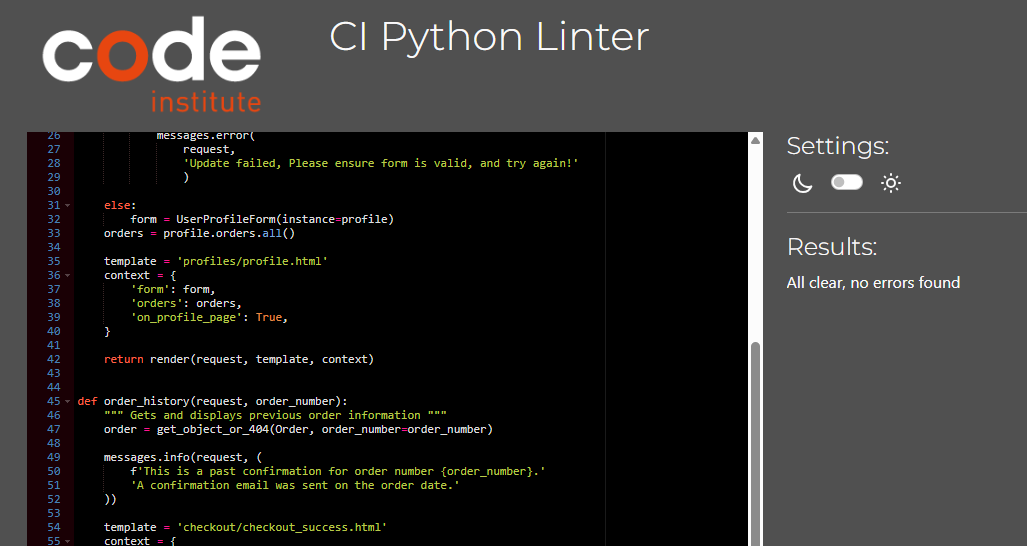 code
institute
CI Python Linter
26 messages.error(
27 request,
28 'Update failed, Please ensure form is valid, and try again!'
29 )
30
31 else:
32 form = UserProfileForm(instance=profile)
33 orders = profile.orders.all()
34
35 template = 'profiles/profile.html'
36 context = {
37 'form': form,
38 'orders': orders,
39 'on_profile_page': True,
40 }
41
42 return render(request, template, context)
43
44
45 def order_history(request, order_number):
46 """ Gets and displays previous order information """
47 order = get_object_or_404(Order, order_number=order_number)
48
49 messages.info(request, (
50 f'This is a past confirmation for order number {order_number}.'
51 'A confirmation email was sent on the order date.'
52 ))
53
54 template = 'checkout/checkout_success.html'
55 context = {
Settings:
Results:
All clear, no errors found